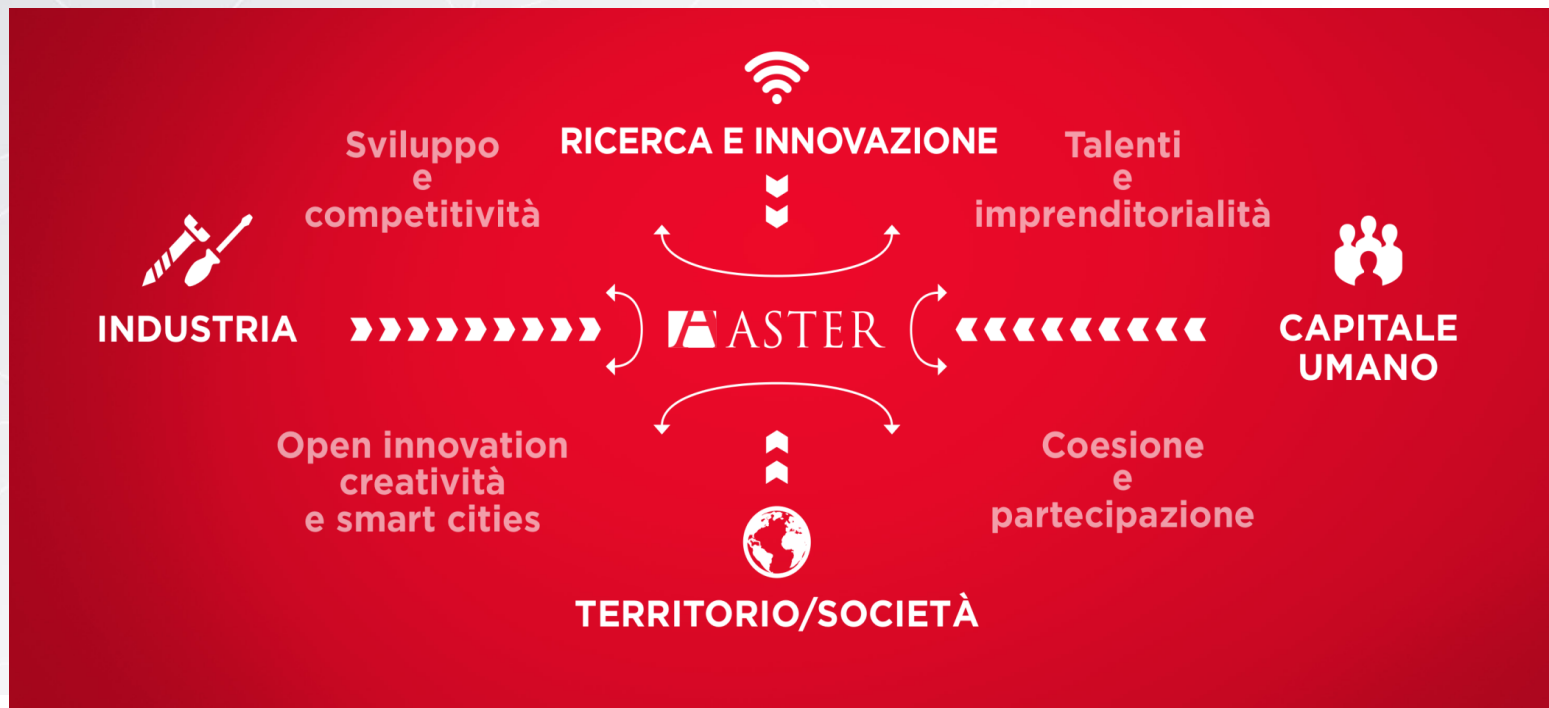 RICERCA E INNOVAZIONE
Sviluppo
e
competitività
Talenti
e
imprenditorialità
INDUSTRIA
ASTER
CAPITALE
UMANO
Open innovation
creatività
e smart cities
Coesione
e
partecipazione
TERRITORIO/SOCIETÀ